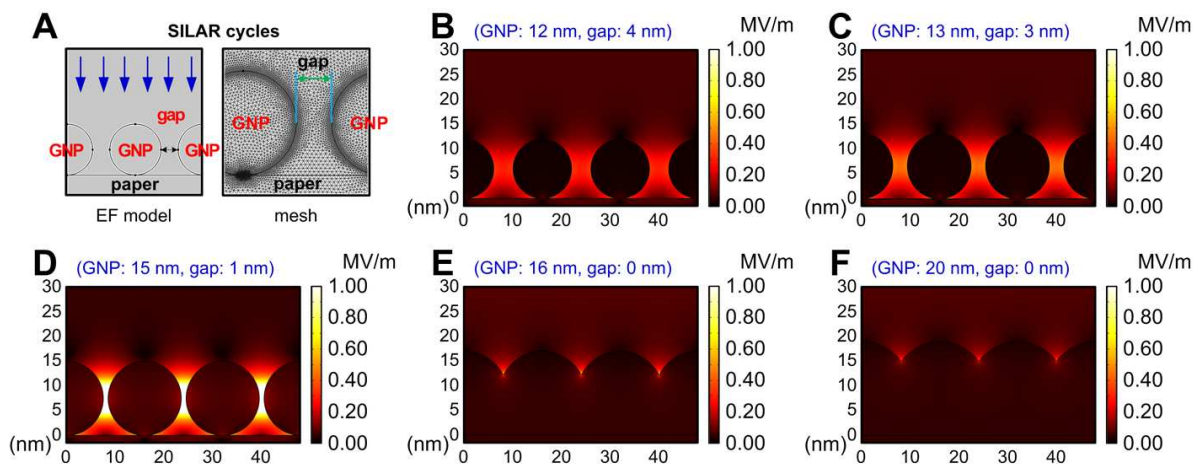 A
SILAR cycles
gap
GNP GNP GNP
paper
EF model
gap
GNP
GNP
paper
mesh
B
(GNP: 12 nm, gap: 4 nm)
MV/m
30
25
20
15
10
5
0
(nm)
0 10 20 30 40
1.00
0.80
0.60
0.40
0.20
0.00
C
(GNP: 13 nm, gap: 3 nm)
MV/m
30
25
20
15
10
5
0
(nm)
0 10 20 30 40
1.00
0.80
0.60
0.40
0.20
0.00
D
(GNP: 15 nm, gap: 1 nm)
MV/m
30
25
20
15
10
5
0
(nm)
0 10 20 30 40
1.00
0.80
0.60
0.40
0.20
0.00
E
(GNP: 16 nm, gap: 0 nm)
MV/m
30
25
20
15
10
5
0
(nm)
0 10 20 30 40
1.00
0.80
0.60
0.40
0.20
0.00
F
(GNP: 20 nm, gap: 0 nm)
MV/m
30
25
20
15
10
5
0
(nm)
0 10 20 30 40
1.00
0.80
0.60
0.40
0.20
0.00